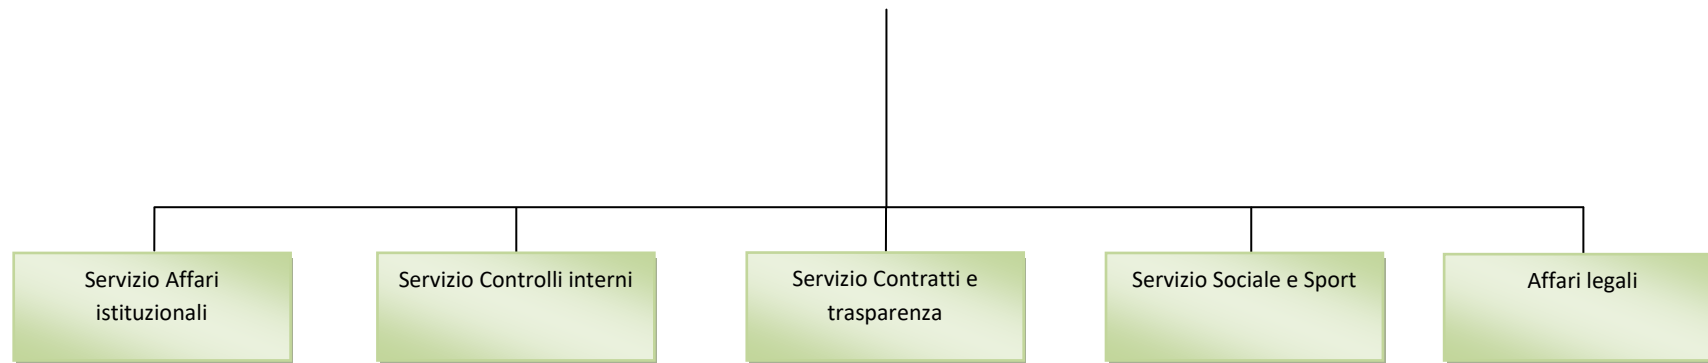 Servizio Affari
istituzionali
Servizio Controlli interni
Servizio Contratti e
trasparenza
Servizio Sociale e Sport
Affari legali